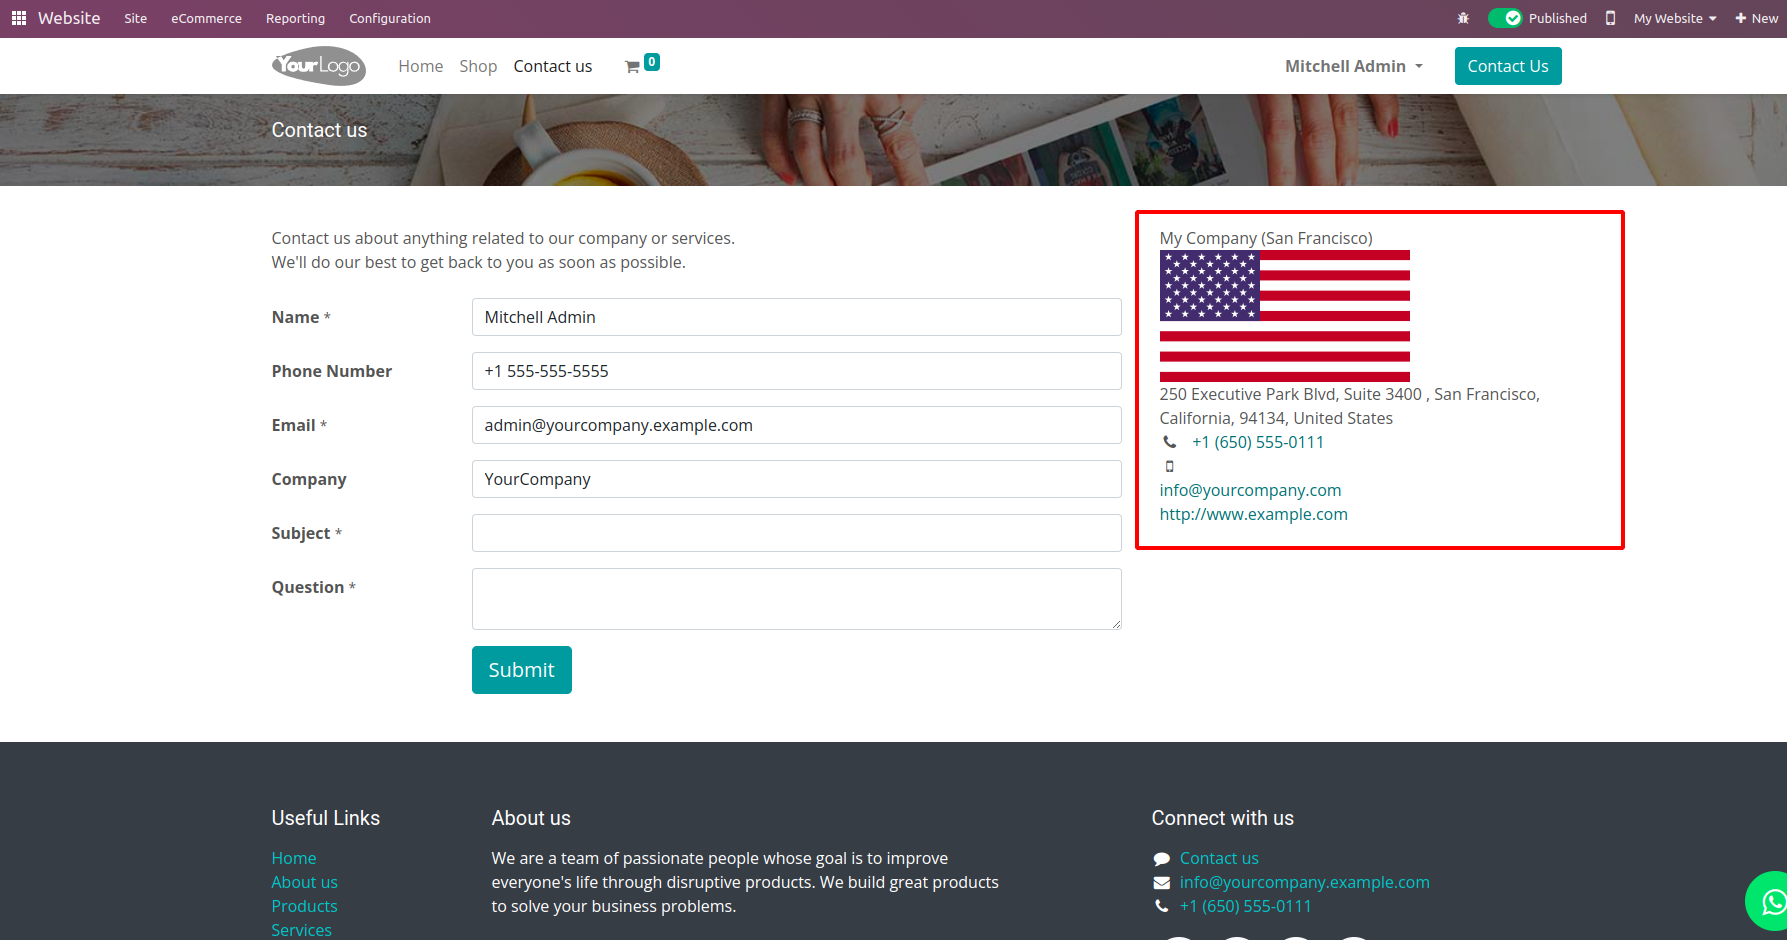 Website Site eCommerce Reporting Configuration Published My Website New
YourLogo Home Shop Contact us 0 Mitchell Admin Contact Us
Contact us
Contact us about anything related to our company or services.
We'll do our best to get back to you as soon as possible.
Name * Mitchell Admin
Phone Number +1 555-555-5555
Email * admin@yourcompany.example.com
Company YourCompany
Subject *
Question *
Submit
My Company (San Francisco)
250 Executive Park Blvd, Suite 3400 , San Francisco,
California, 94134, United States
+1 (650) 555-0111
info@yourcompany.com
http://www.example.com
Useful Links
Home
About us
Products
Services
About us
We are a team of passionate people whose goal is to improve
everyone's life through disruptive products. We build great products
to solve your business problems.
Connect with us
Contact us
info@yourcompany.example.com
+1 (650) 555-0111